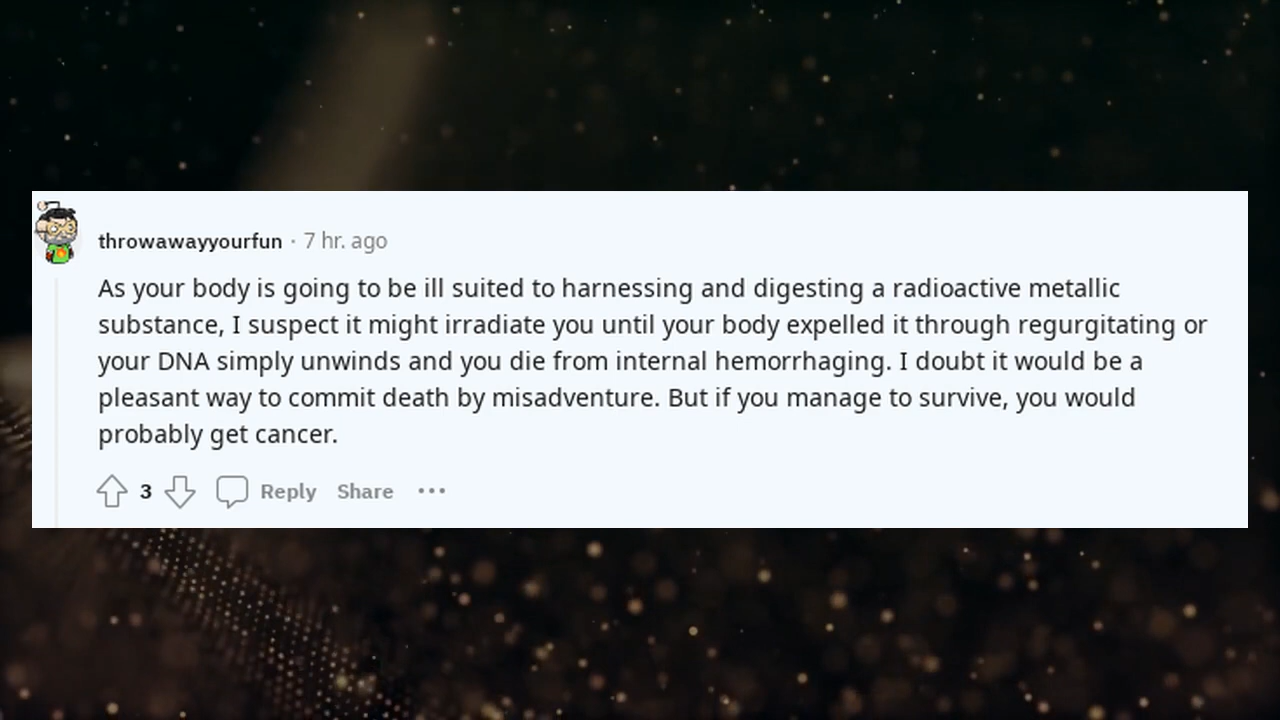 throwawayyourfun · 7 hr. ago
As your body is going to be ill suited to harnessing and digesting a radioactive metallic
substance, I suspect it might irradiate you until your body expelled it through regurgitating or
your DNA simply unwinds and you die from internal hemorrhaging. I doubt it would be a
pleasant way to commit death by misadventure. But if you manage to survive, you would
probably get cancer.
3 Reply Share •••